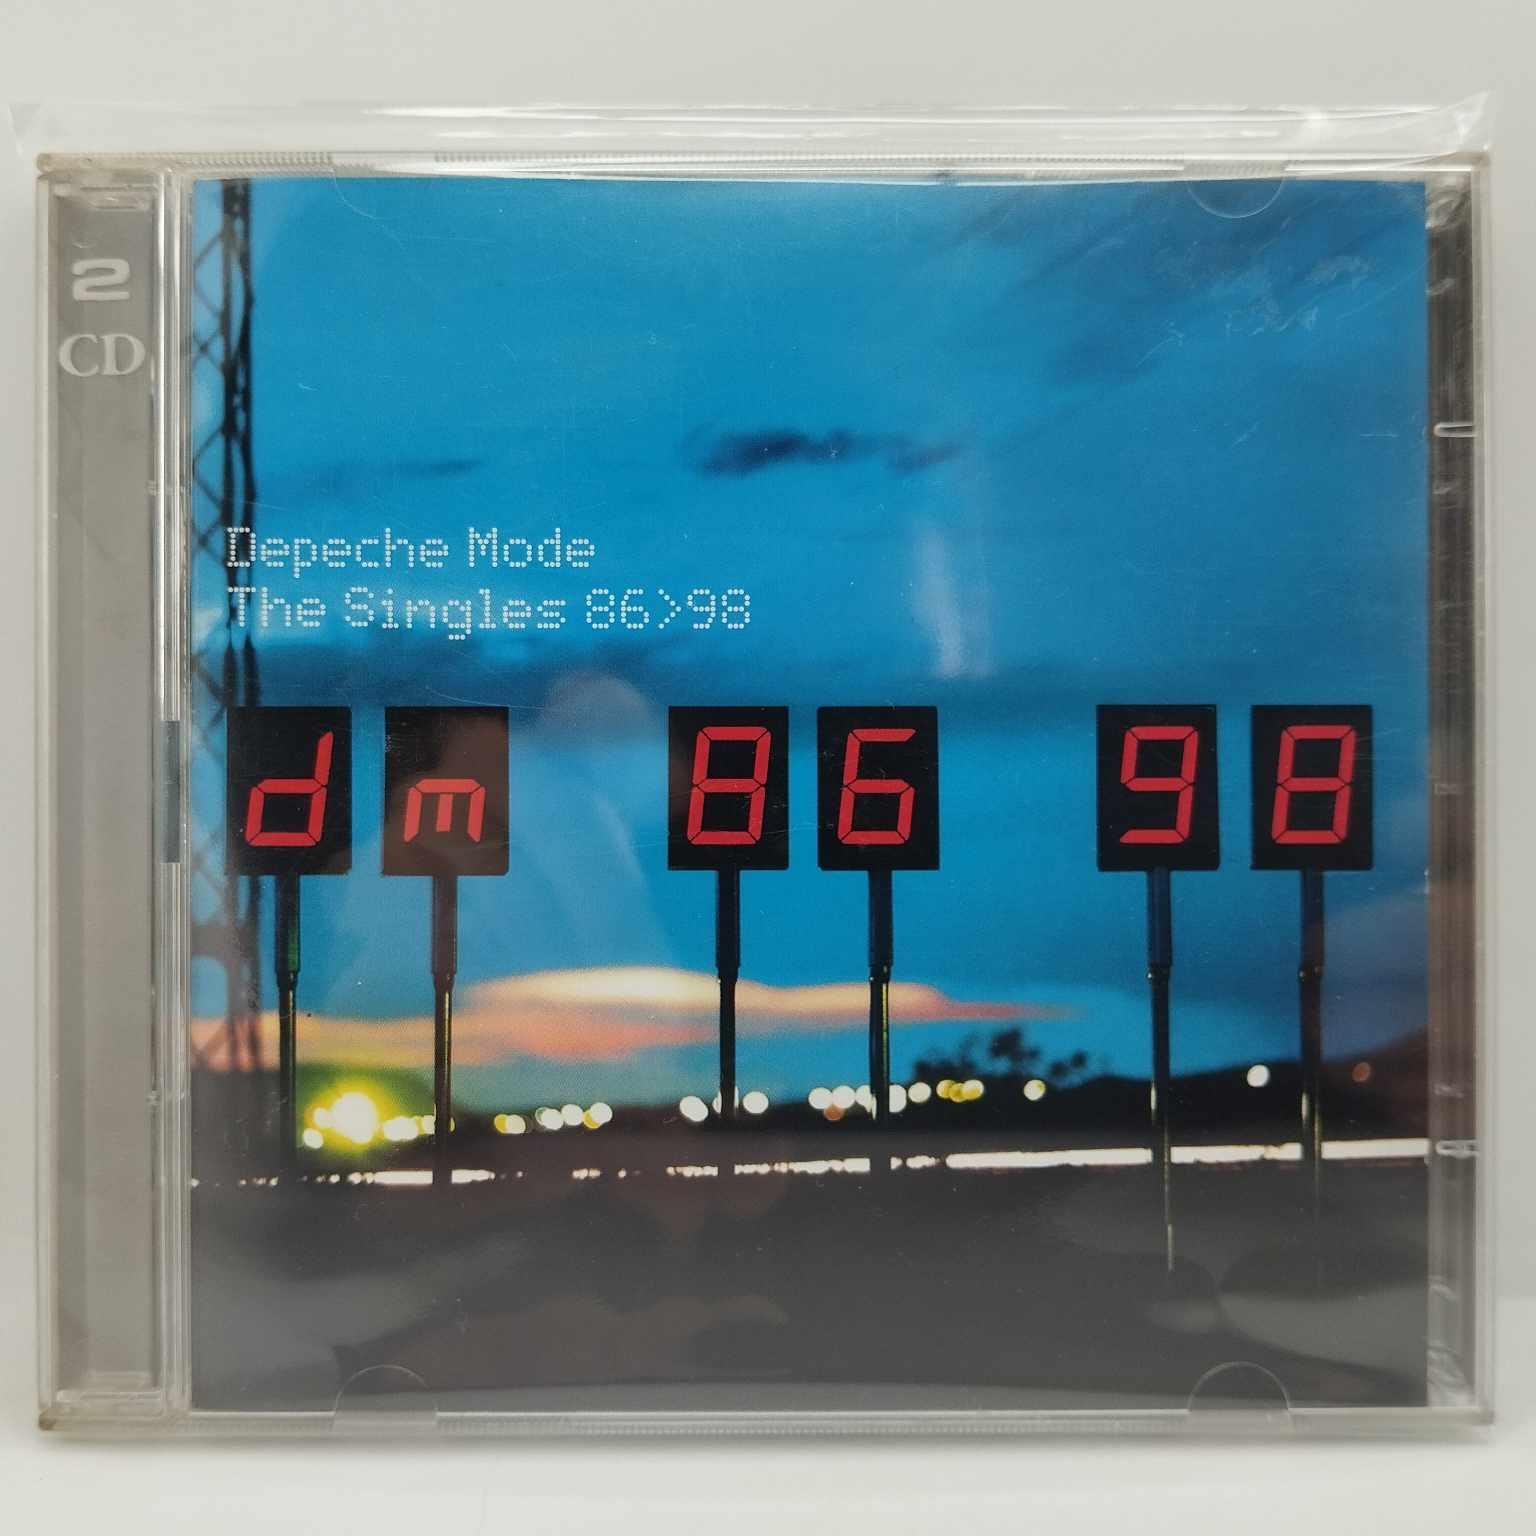 2
CD
Depeche Mode
The Singles 86>98
dm 86 98